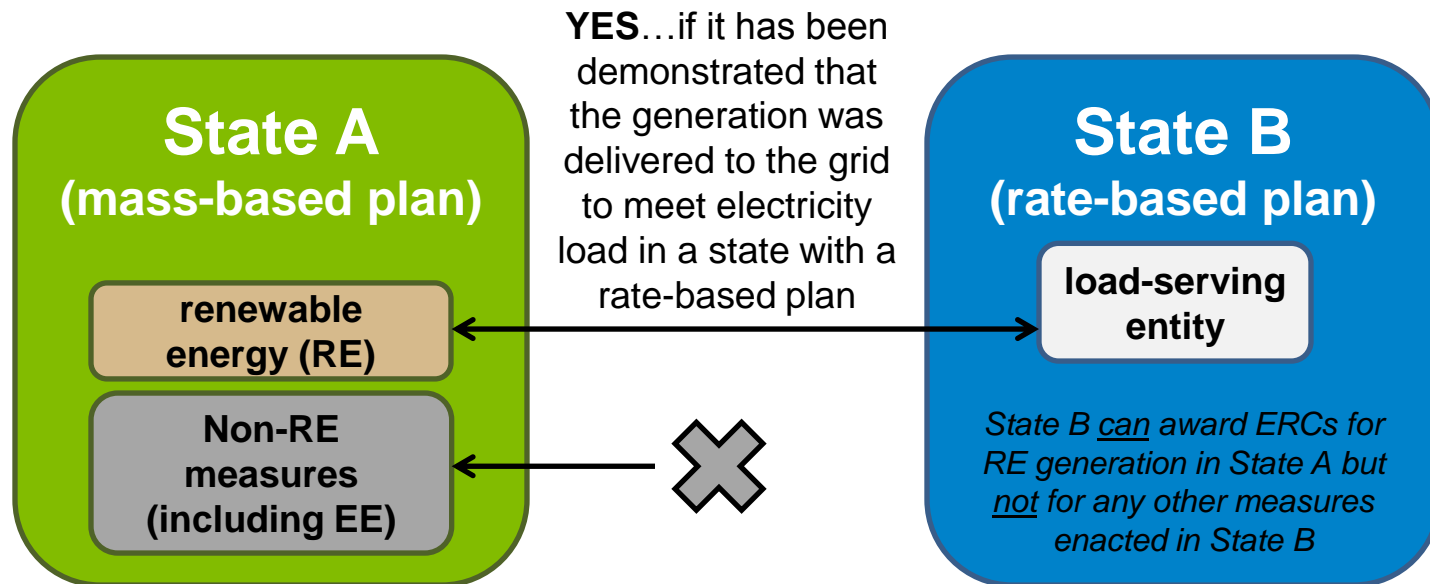 State A
(mass-based plan)
renewable
energy (RE)
Non-RE
measures
(including EE)
YES…if it has been
demonstrated that
the generation was
delivered to the grid
to meet electricity
load in a state with a
rate-based plan
State B
(rate-based plan)
load-serving
entity
State B can award ERCs for
RE generation in State A but
not for any other measures
enacted in State B